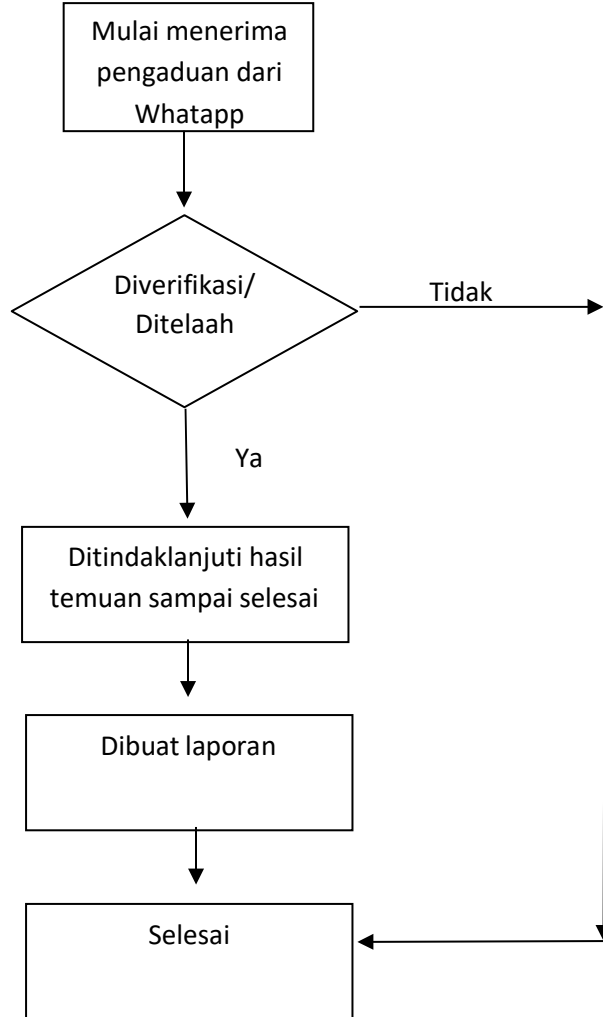 Mulai menerima
pengaduan dari
Whatapp
Diverifikasi/
Ditelaah
Tidak
Ya
Ditindaklanjuti hasil
temuan sampai selesai
Dibuat laporan
Selesai